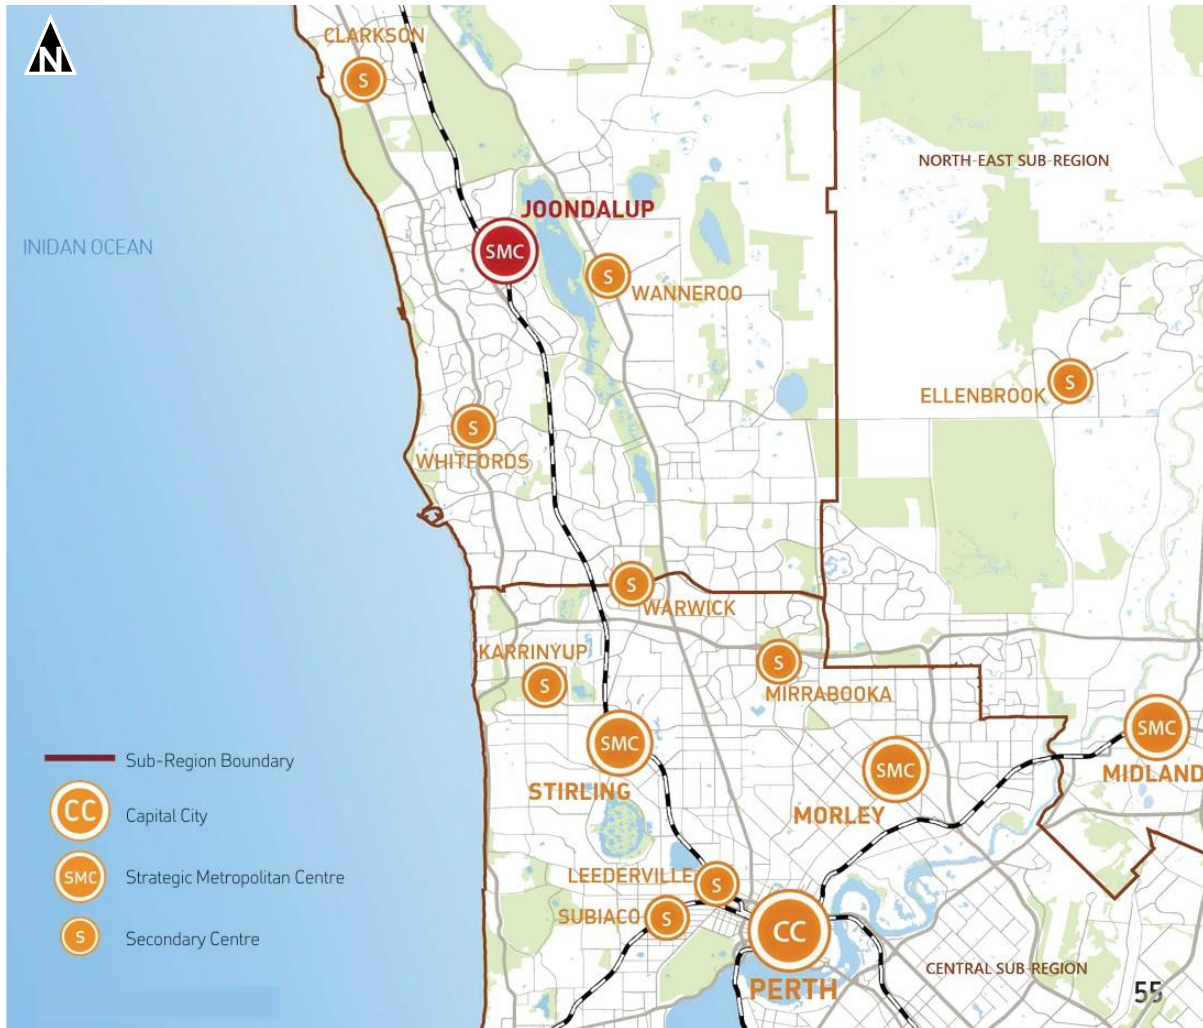 N
CLARKSON
S
NORTH-EAST SUB-REGION
JOONDALUP
INIDAN OCEAN
SMC
S
WANNEROO
ELLENBROOK
S
S
WHITFORDS
S
WARWICK
KARRINYUP
S
S
MIRRABOOKA
SMC
STIRLING
SMC
MORLEY
SMC
MIDLAND
Sub-Region Boundary
CC
Capital City
SMC
Strategic Metropolitan Centre
S
Secondary Centre
LEEDERVILLE
S
SUBIACO
S
CC
PERTH
CENTRAL SUB-REGION
55